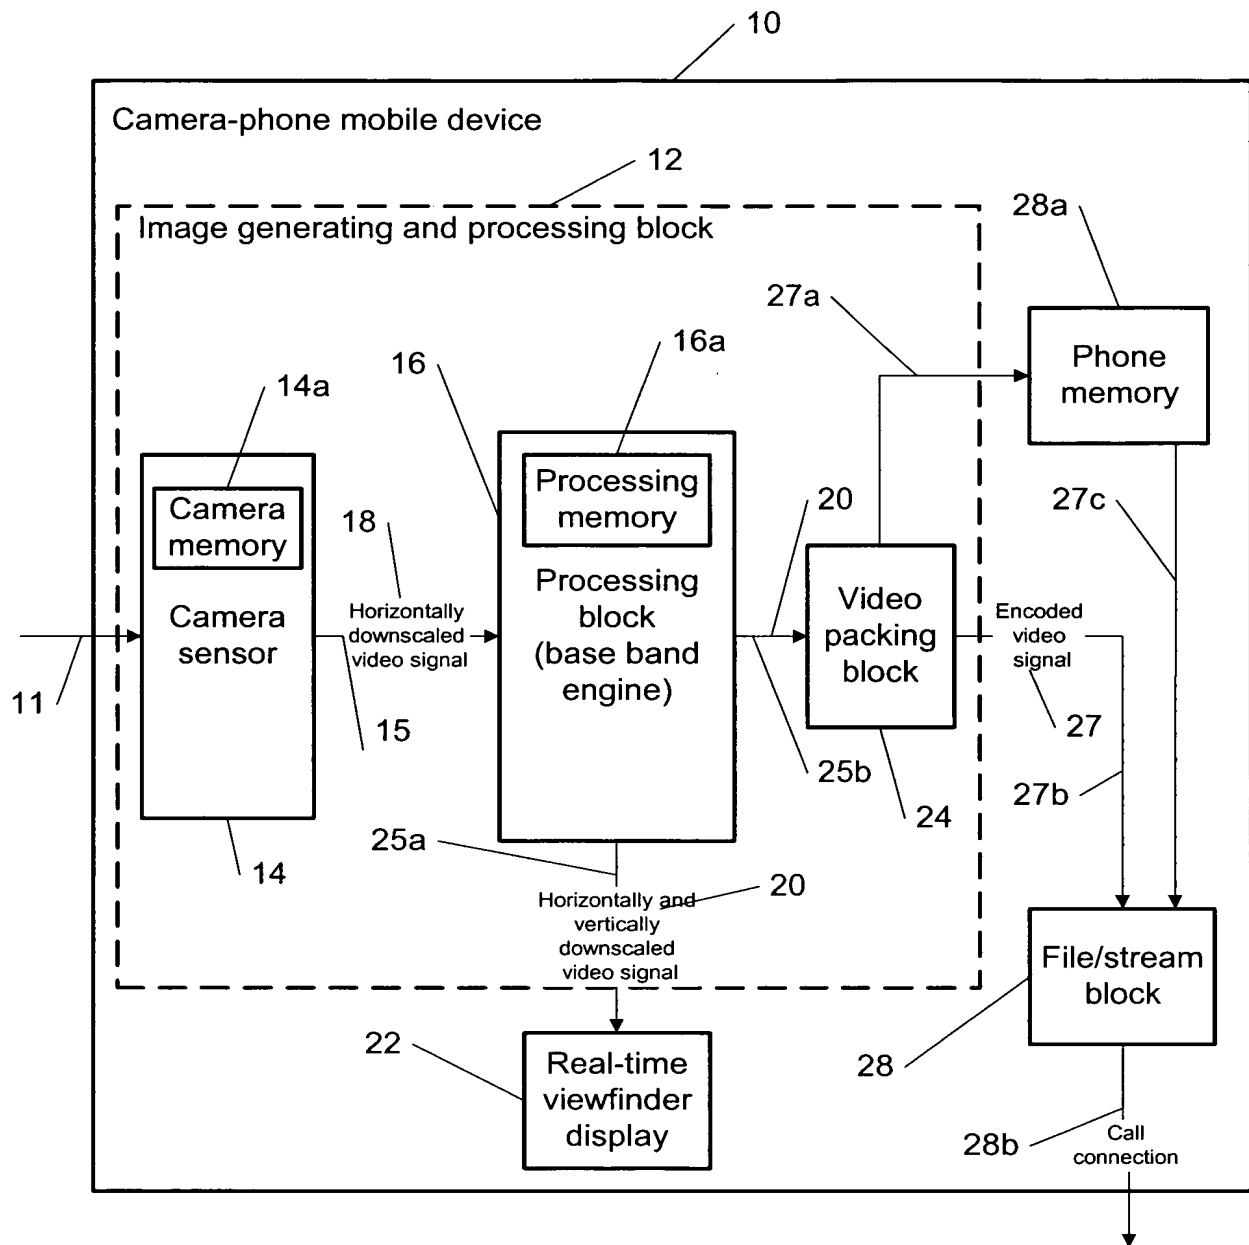 10
Camera-phone mobile device
12
Image generating and processing block
28a
27a
Phone
memory
16a
16
14a
Processing
memory
Camera
memory
18
20
27c
Processing
block
(base band
engine)
Horizontally
downscaled
video signal
Camera
sensor
Video
packing
block
Encoded
video
signal
11
15
25b
27
27b
24
25a
14
20
Horizontally and
vertically
downscaled
video signal
File/stream
block
22
Real-time
viewfinder
display
28
28b
Call
connection